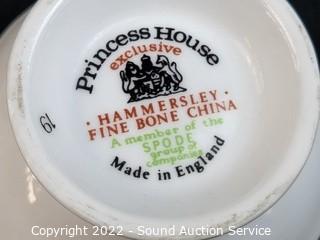 Princess House
exclusive
· HAMMERSLEY ·
FINE BONE CHINA
A member of the
SPODE
group of
companies
Made in England
19
Copyright 2022 - Sound Auction Service